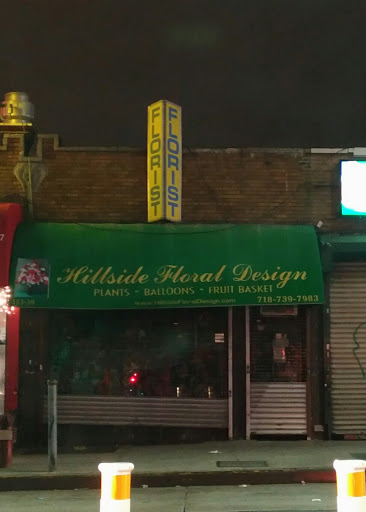 FLORIST
FLORIST
Hillside Floral Design
PLANTS - BALLOONS - FRUIT BASKET
www.HillsideFloralDesign.com
718-739-7983